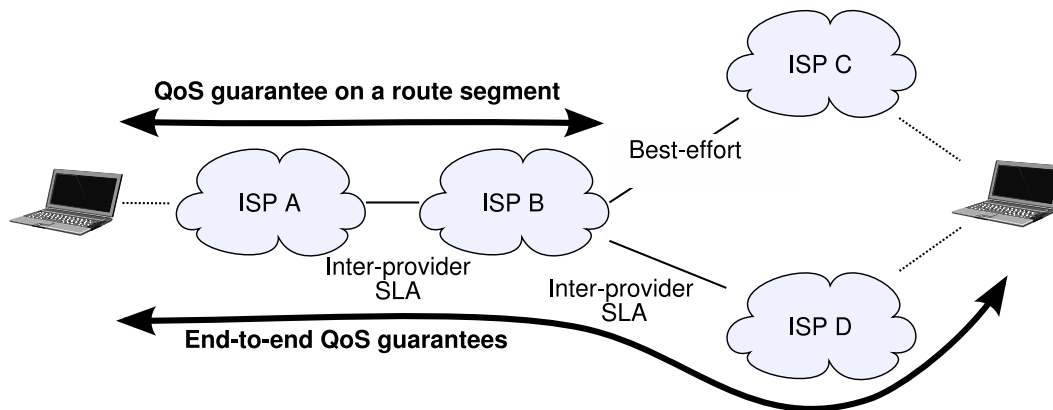 ISP C
QoS guarantee on a route segment
Best-effort
ISP A
ISP B
Inter-provider
SLA
Inter-provider
SLA
ISP D
End-to-end QoS guarantees